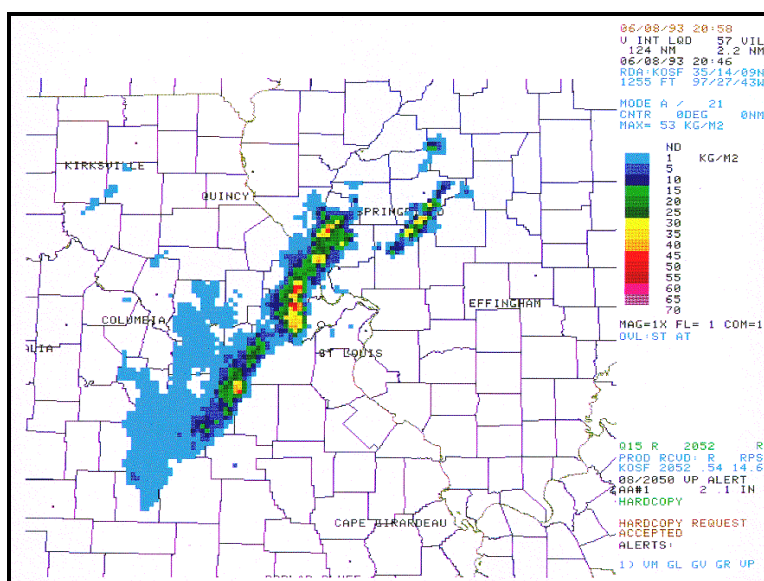 06/08/93 20:58
V INT LQD 57 VIL
124 NM 2.2 NM
06/08/93 20:46
RDA:KOSF 35/14/09N
1255 FT 97/27/43W
MODE A / 21
CNTR 0DEG 0NM
MAX= 53 KG/M2
ND
1 KG/M2
5
10
15
20
25
30
35
40
45
50
55
60
65
70
MAG=1X FL= 1 COM=1
OVL:ST AT
Q15 R 2052 R
PROD RCVD: R RPS
KOSF 2052 .54 14.6
08/2050 VP ALERT
AA#1 2 .1 IN
HARDCOPY
HARDCOPY REQUEST
ACCEPTED
ALERTS:
1) VM GL GV GR VP
KIRKSVILLE
QUINCY
EFFINGHAM
COLUMBIA
ST LOUIS
CAPE GIRARDEAU